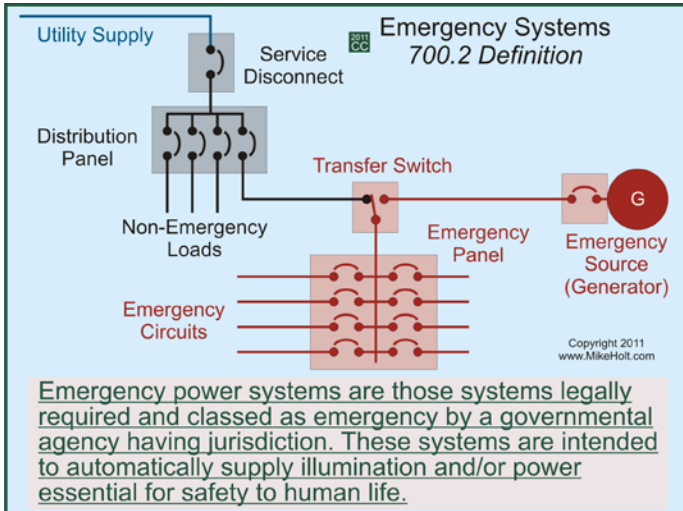 Utility Supply
2011
CC
Emergency Systems
700.2 Definition
Service
Disconnect
Distribution
Panel
Transfer Switch
G
Non-Emergency
Loads
Emergency
Panel
Emergency
Source
(Generator)
Emergency
Circuits
Copyright 2011
www.MikeHolt.com
Emergency power systems are those systems legally
required and classed as emergency by a governmental
agency having jurisdiction. These systems are intended
to automatically supply illumination and/or power
essential for safety to human life.